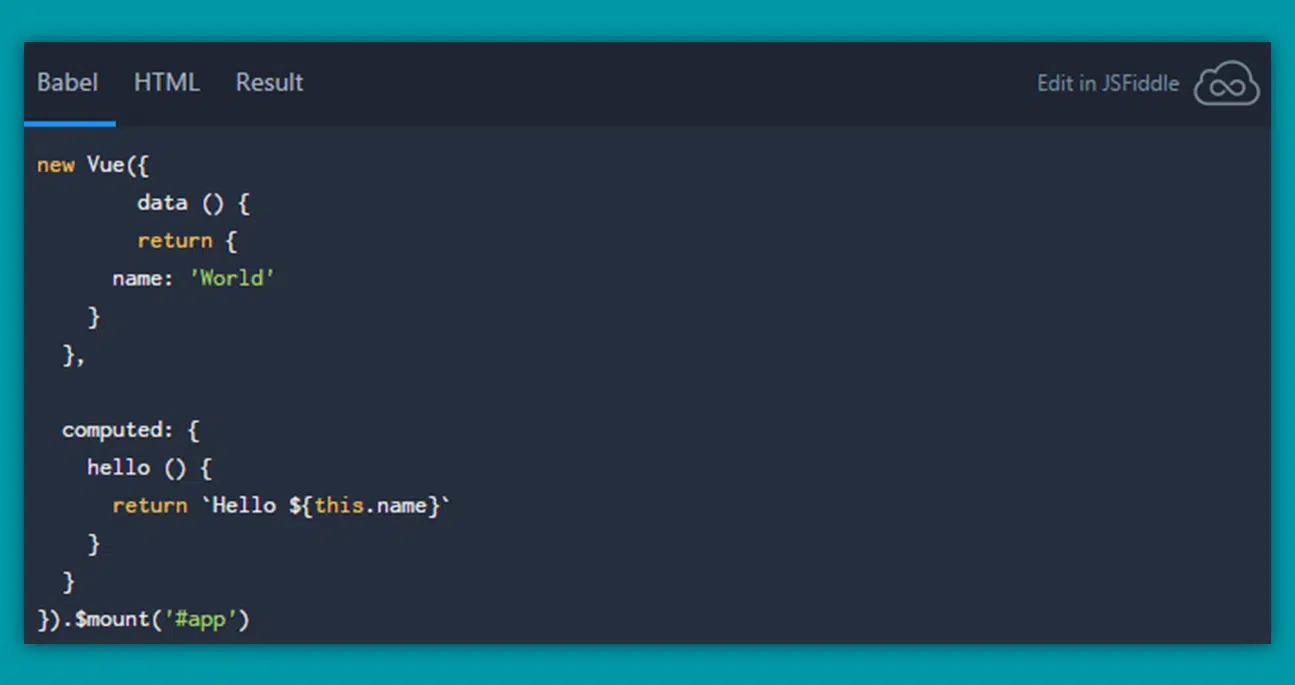 Babel HTML Result Edit in JSFiddle
new Vue({
        data () {
        return {
      name: 'World'
    }
  },
  computed: {
    hello () {
      return `Hello ${this.name}`
    }
  }
}).$mount('#app')